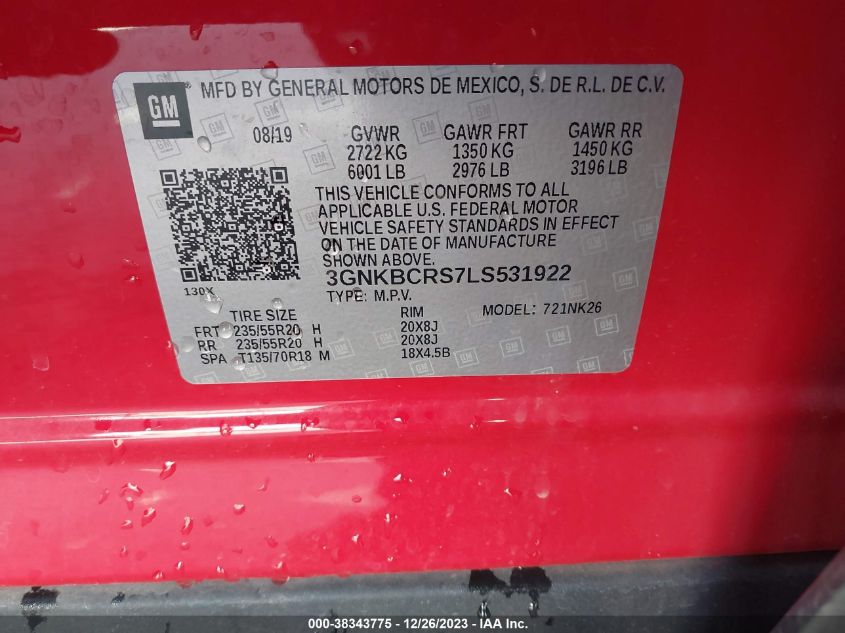 GM MFD BY GENERAL MOTORS DE MEXICO, S. DE R.L. DE C.V.
08/19 GVWR GAWR FRT GAWR RR
2722 KG 1350 KG 1450 KG
6001 LB 2976 LB 3196 LB
THIS VEHICLE CONFORMS TO ALL
APPLICABLE U.S. FEDERAL MOTOR
VEHICLE SAFETY STANDARDS IN EFFECT
ON THE DATE OF MANUFACTURE
SHOWN ABOVE.
3GNKBCRS7LS531922
130X TYPE: M.P.V.
TIRE SIZE RIM MODEL: 721NK26
FRT 235/55R20 H 20X8J
RR 235/55R20 H 20X8J
SPA T135/70R18 M 18X4.5B
000-38343775 - 12/26/2023 - IAAI.com.